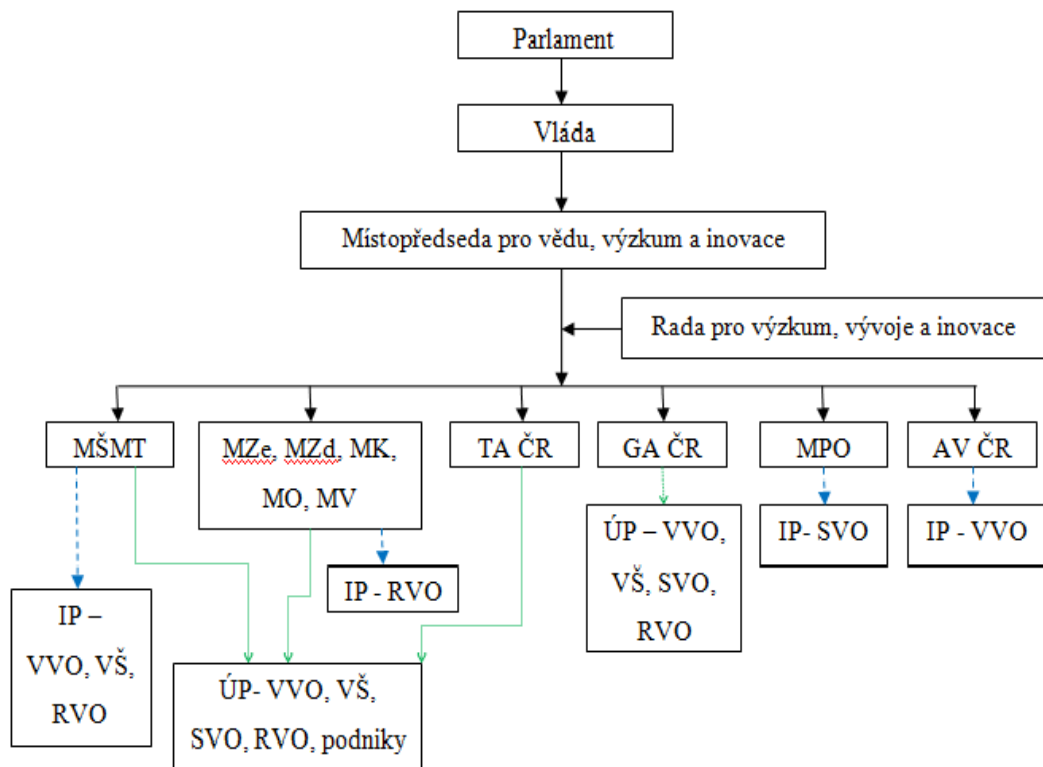 Parlament
Vláda
Místopředseda pro vědu, výzkum a inovace
Rada pro výzkum, vývoje a inovace
MŠMT
MZe, MZd, MK,
MO, MV
TA ČR
GA ČR
MPO
AV ČR
IP –
VVO, VŠ,
RVO
IP - RVO
ÚP- VVO, VŠ,
SVO, RVO, podniky
ÚP – VVO,
VŠ, SVO,
RVO
IP- SVO
IP - VVO